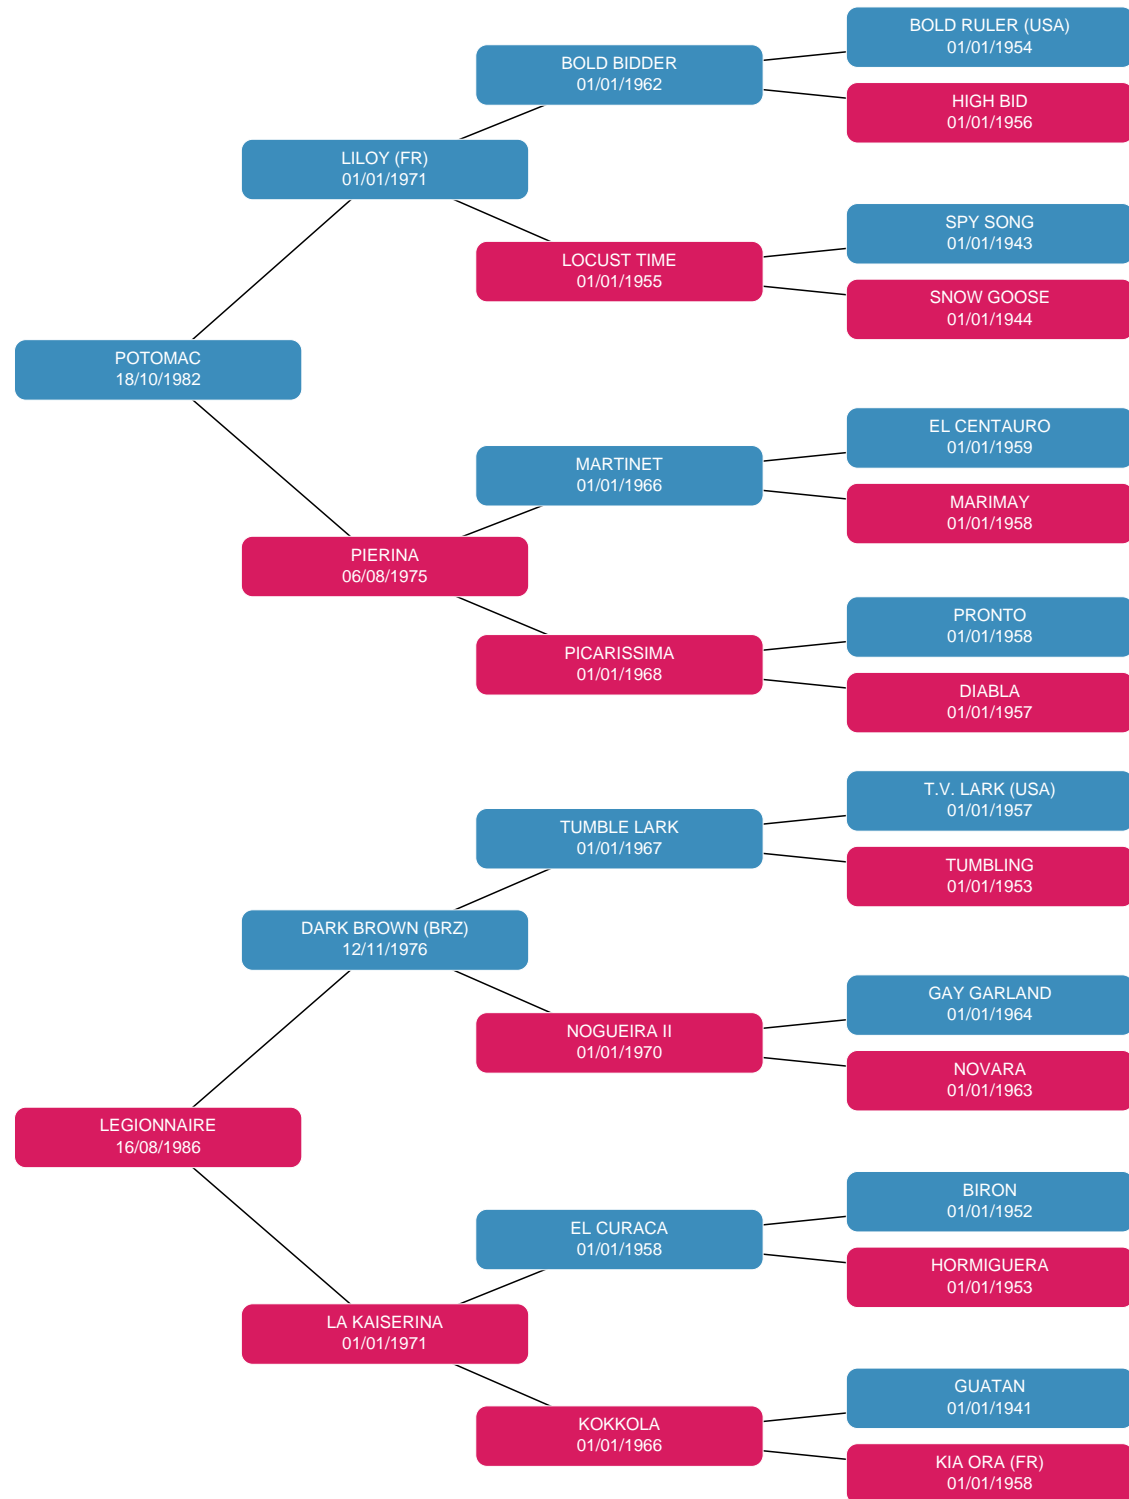 BOLD RULER (USA)
01/01/1954
BOLD BIDDER
01/01/1962
HIGH BID
01/01/1956
LILOY (FR)
01/01/1971
SPY SONG
01/01/1943
LOCUST TIME
01/01/1955
SNOW GOOSE
01/01/1944
POTOMAC
18/10/1982
EL CENTAURO
01/01/1959
MARTINET
01/01/1966
MARIMAY
01/01/1958
PIERINA
06/08/1975
PRONTO
01/01/1958
PICARISSIMA
01/01/1968
DIABLA
01/01/1957
T.V. LARK (USA)
01/01/1957
TUMBLE LARK
01/01/1967
TUMBLING
01/01/1953
DARK BROWN (BRZ)
12/11/1976
GAY GARLAND
01/01/1964
NOGUEIRA II
01/01/1970
NOVARA
01/01/1963
LEGIONNAIRE
16/08/1986
BIRON
01/01/1952
EL CURACA
01/01/1958
HORMIGUERA
01/01/1953
LA KAISERINA
01/01/1971
GUATAN
01/01/1941
KOKKOLA
01/01/1966
KIA ORA (FR)
01/01/1958